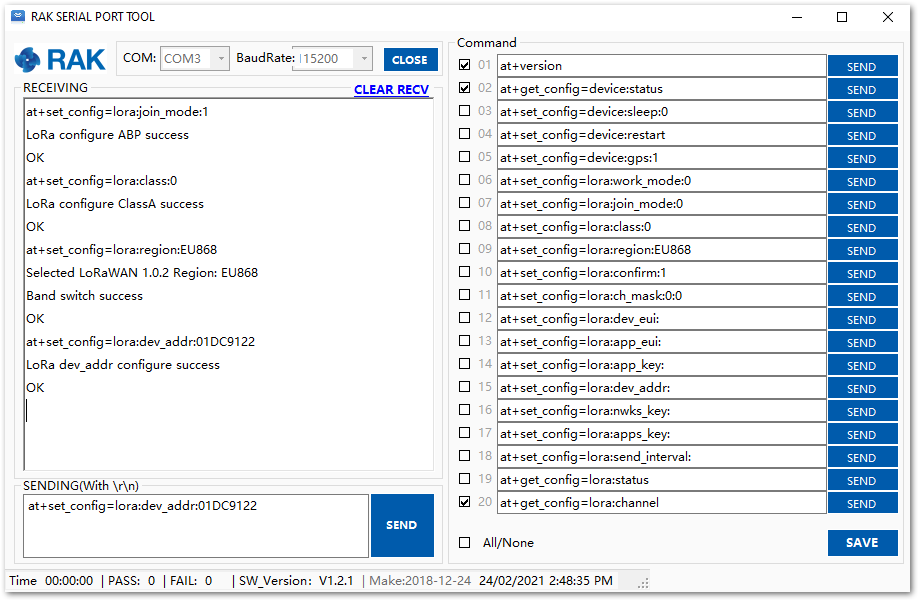 RAK SERIAL PORT TOOL
RAK COM: COM3 BaudRate: 115200 CLOSE
RECEIVING CLEAR RECV
at+set_config=lora:join_mode:1
LoRa configure ABP success
OK
at+set_config=lora:class:0
LoRa configure ClassA success
OK
at+set_config=lora:region:EU868
Selected LoRaWAN 1.0.2 Region: EU868
Band switch success
OK
at+set_config=lora:dev_addr:01DC9122
LoRa dev_addr configure success
OK
SENDING(With \r\n)
at+set_config=lora:dev_addr:01DC9122
SEND
Command
01 at+version SEND
02 at+get_config=device:status SEND
03 at+set_config=device:sleep:0 SEND
04 at+set_config=device:restart SEND
05 at+set_config=device:gps:1 SEND
06 at+set_config=lora:work_mode:0 SEND
07 at+set_config=lora:join_mode:0 SEND
08 at+set_config=lora:class:0 SEND
09 at+set_config=lora:region:EU868 SEND
10 at+set_config=lora:confirm:1 SEND
11 at+set_config=lora:ch_mask:0:0 SEND
12 at+set_config=lora:dev_eui: SEND
13 at+set_config=lora:app_eui: SEND
14 at+set_config=lora:app_key: SEND
15 at+set_config=lora:dev_addr: SEND
16 at+set_config=lora:nwks_key: SEND
17 at+set_config=lora:apps_key: SEND
18 at+set_config=lora:send_interval: SEND
19 at+get_config=lora:status SEND
20 at+get_config=lora:channel SEND
All/None SAVE
Time 00:00:00 | PASS: 0 | FAIL: 0 | SW_Version: V1.2.1 | Make:2018-12-24 24/02/2021 2:48:35 PM